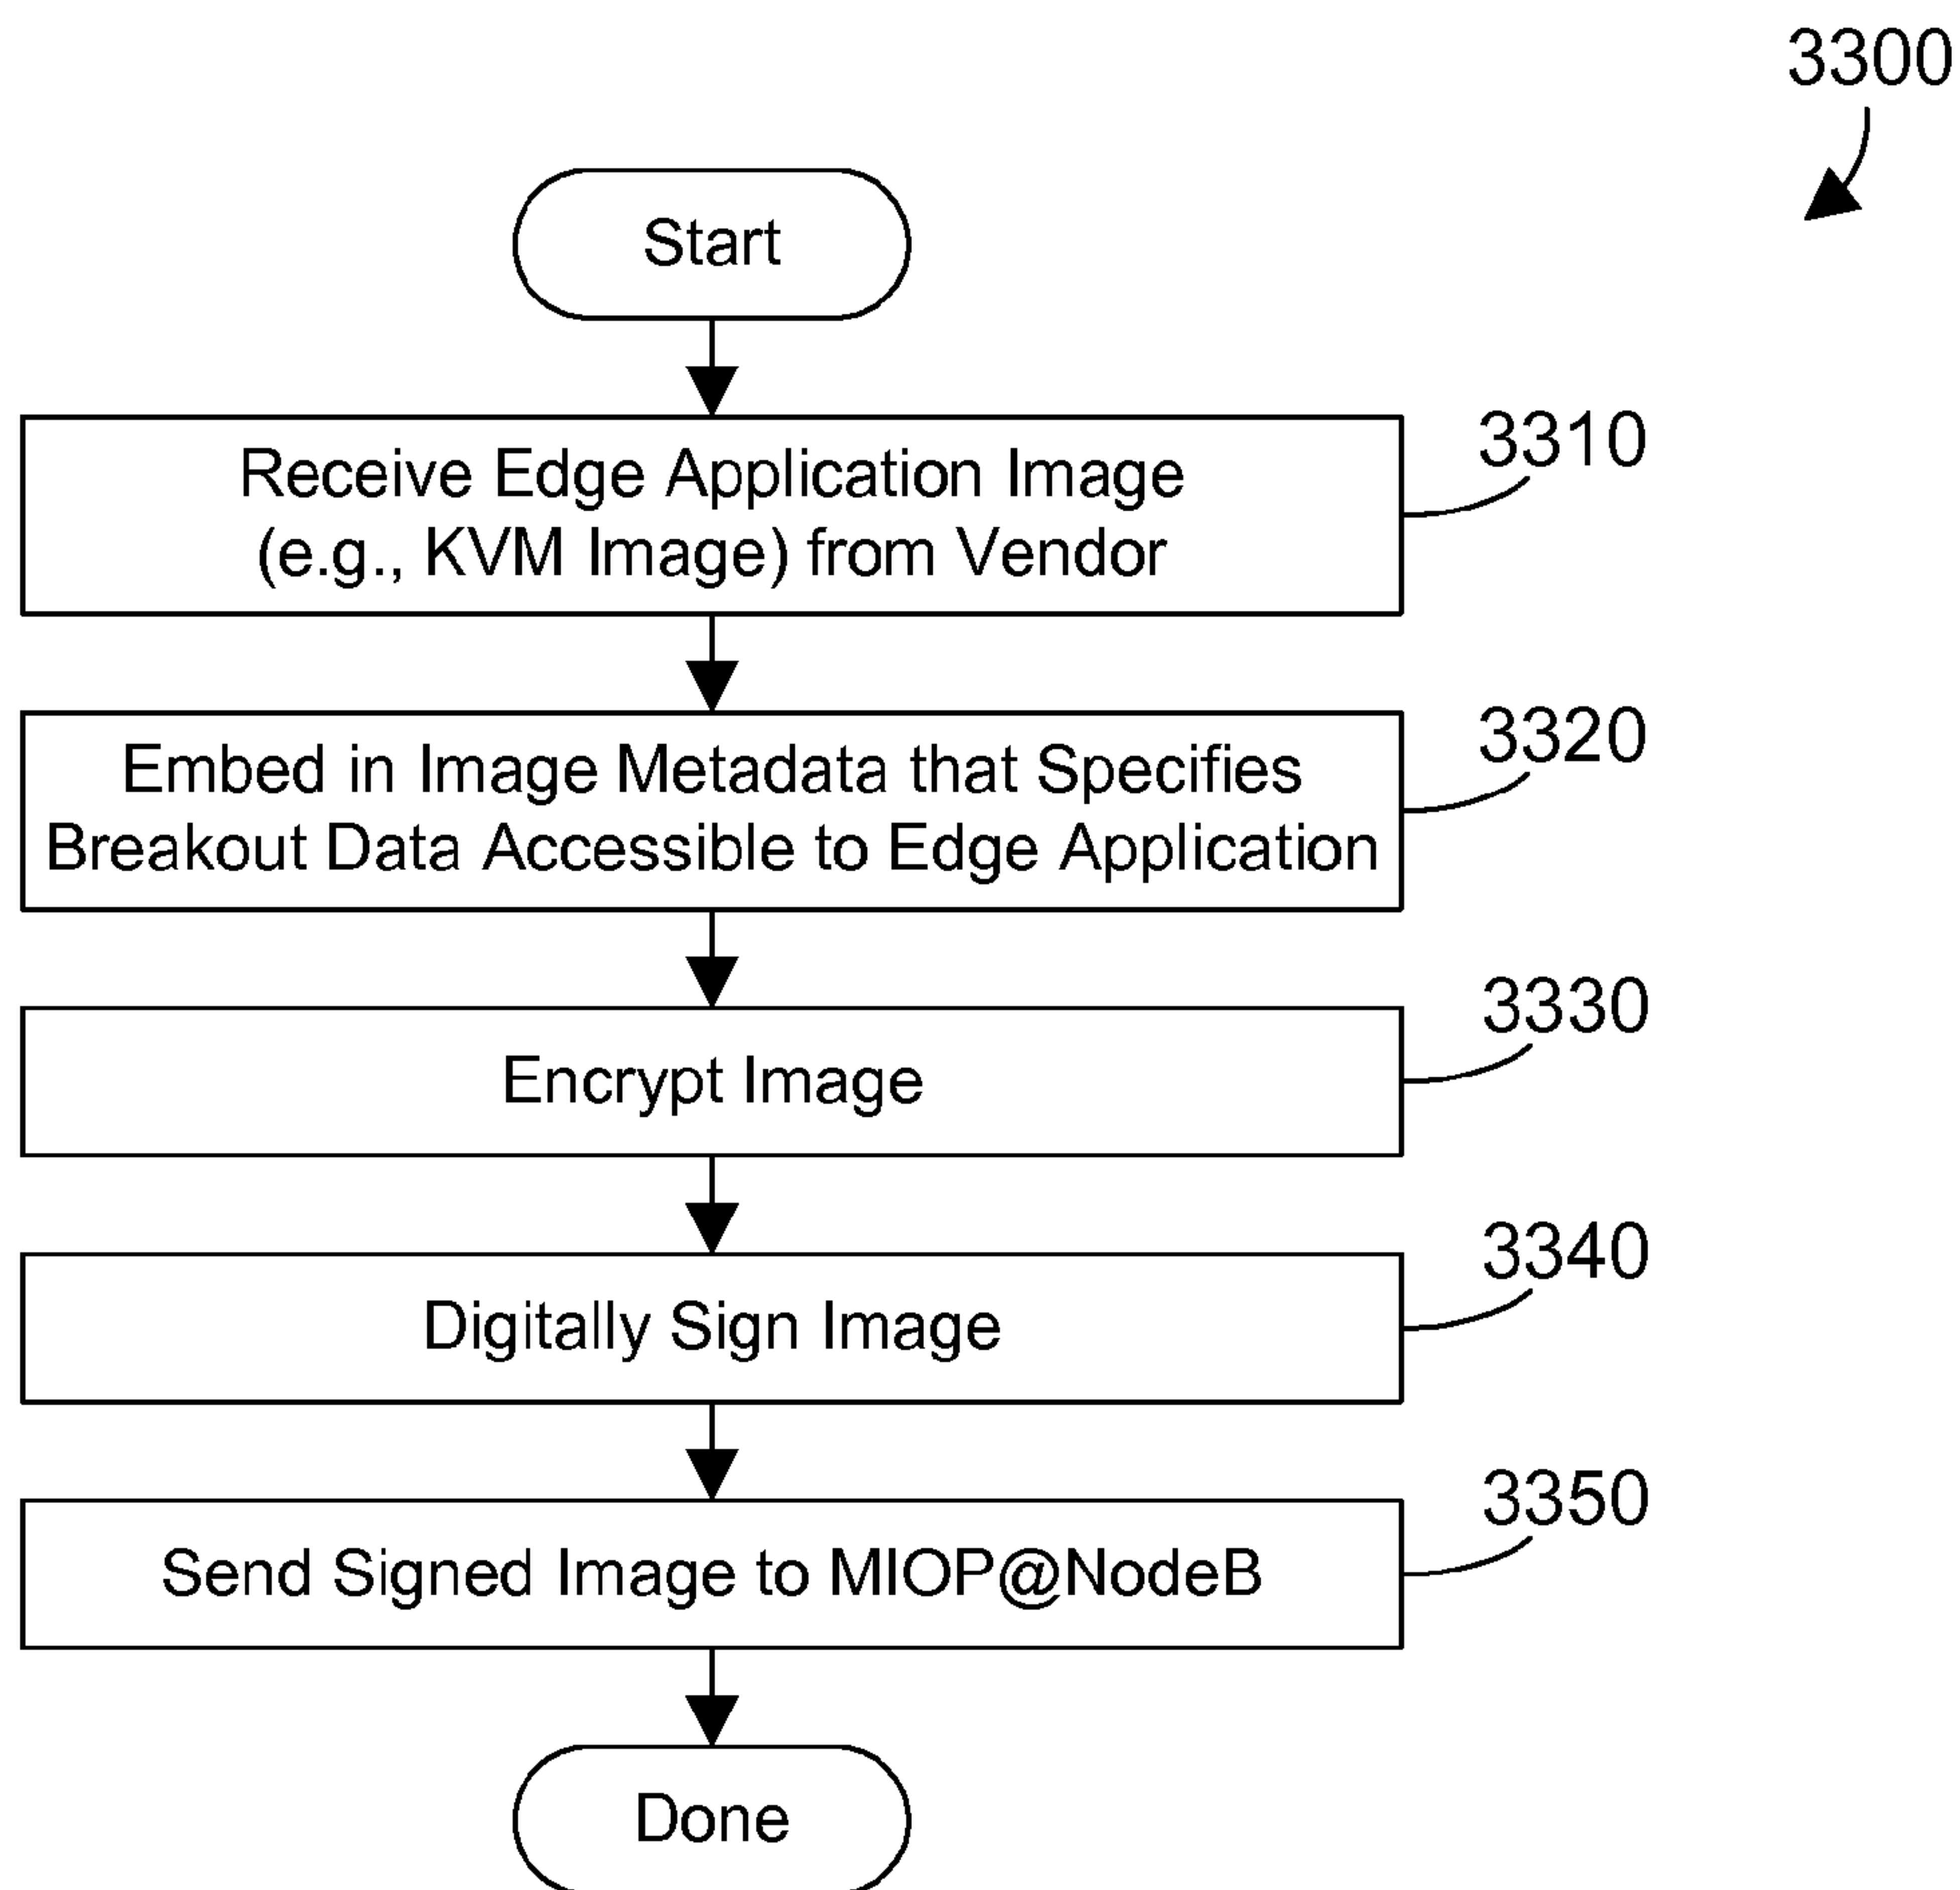 3300
Start
Receive Edge Application Image
(e.g., KVM Image) from Vendor
3310
Embed in Image Metadata that Specifies
Breakout Data Accessible to Edge Application
3320
Encrypt Image
3330
Digitally Sign Image
3340
Send Signed Image to MIOP@NodeB
3350
Done